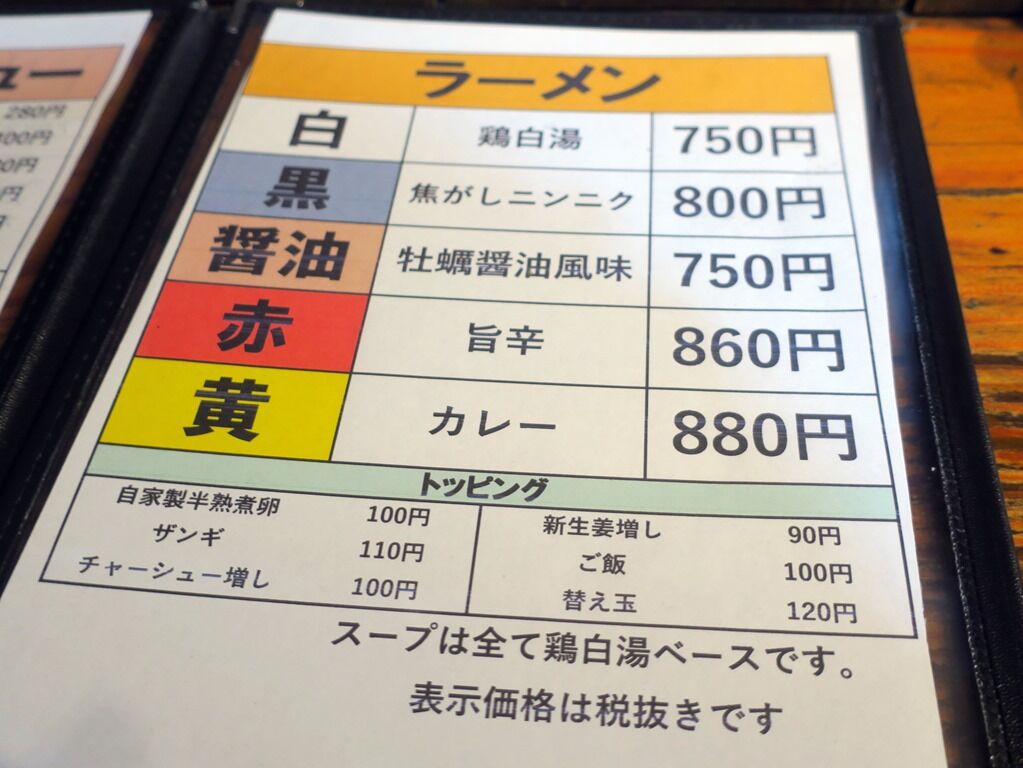 ュー
280円
ラーメン
白 鶏白湯 750円
黒 焦がしニンニク 800円
醤油 牡蠣醤油風味 750円
赤 旨辛 860円
黄 カレー 880円
トッピング
自家製半熟煮卵 100円 新生姜増し 90円
ザンギ 110円 ご飯 100円
チャーシュー増し 100円 替え玉 120円
スープは全て鶏白湯ベースです。
表示価格は税抜きです